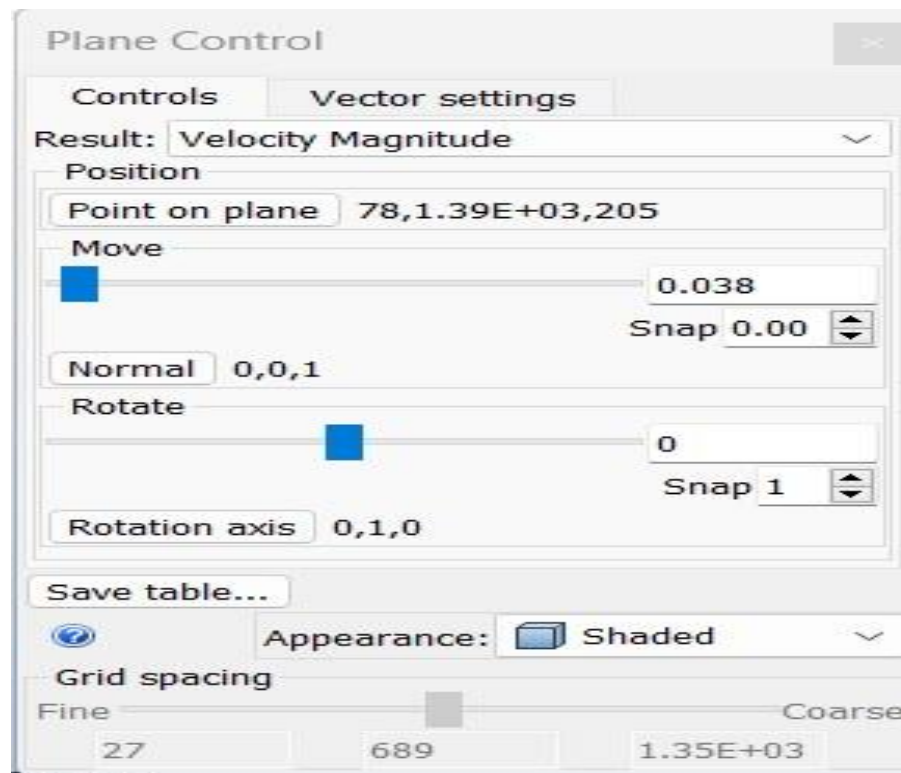 Plane Control
Controls Vector settings
Result: Velocity Magnitude
Position
Point on plane 78,1.39E+03,205
Move
0.038
Snap 0.00
Normal 0,0,1
Rotate
0
Snap 1
Rotation axis 0,1,0
Save table...
Appearance: Shaded
Grid spacing
Fine Coarse
27 689 1.35E+03